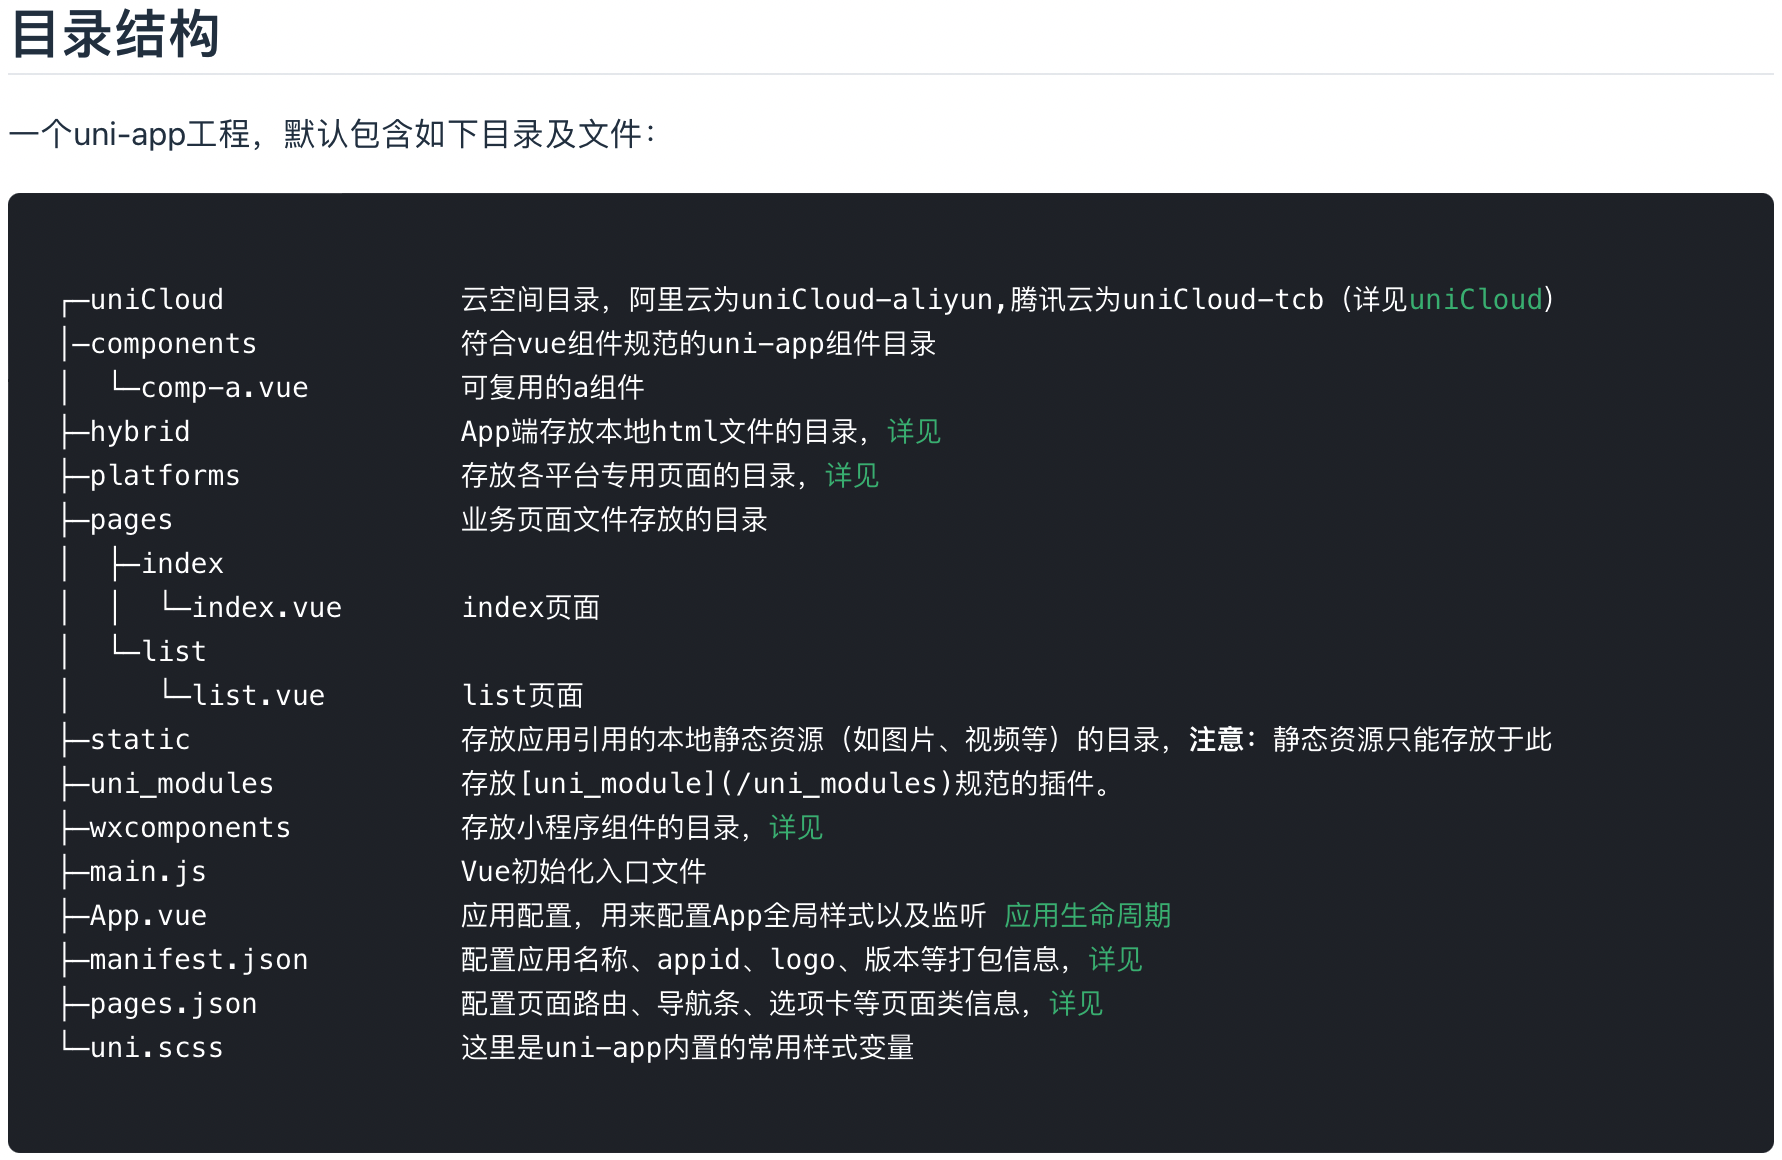 目录结构
一个uni-app工程，默认包含如下目录及文件：
┌─uniCloud              云空间目录，阿里云为uniCloud-aliyun,腾讯云为uniCloud-tcb（详见uniCloud）
│─components            符合vue组件规范的uni-app组件目录
│  └─comp-a.vue         可复用的a组件
├─hybrid                App端存放本地html文件的目录，详见
├─platforms             存放各平台专用页面的目录，详见
├─pages                 业务页面文件存放的目录
│  ├─index
│  │  └─index.vue       index页面
│  └─list
│     └─list.vue        list页面
├─static                存放应用引用的本地静态资源（如图片、视频等）的目录，注意：静态资源只能存放于此
├─uni_modules           存放[uni_module](/uni_modules)规范的插件。
├─wxcomponents          存放小程序组件的目录，详见
├─main.js               Vue初始化入口文件
├─App.vue               应用配置，用来配置App全局样式以及监听 应用生命周期
├─manifest.json         配置应用名称、appid、logo、版本等打包信息，详见
├─pages.json            配置页面路由、导航条、选项卡等页面类信息，详见
└─uni.scss              这里是uni-app内置的常用样式变量